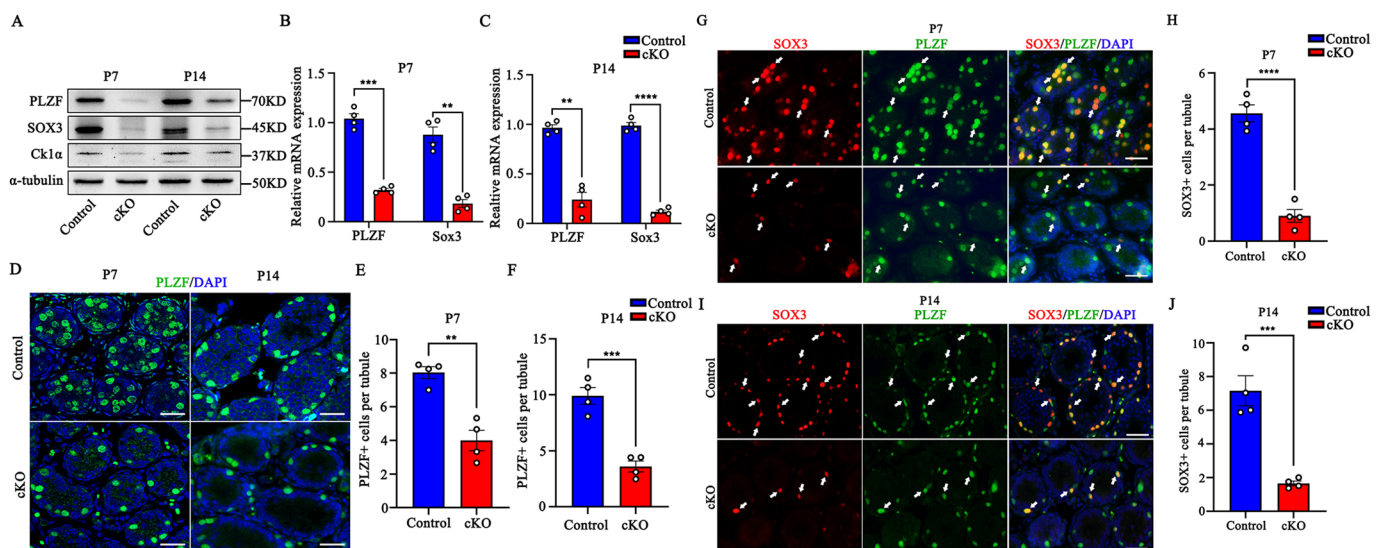 A
P7 P14
PLZF 70KD
SOX3 45KD
Ck1α 37KD
α-tubulin 50KD
Control cKO Control cKO
B
P7
***
**
Relative mRNA expression
1.5
1.0
0.5
0
PLZF Sox3
C
Control
cKO
P14
**
****
Realtive mRNA expression
1.5
1.0
0.5
0
PLZF Sox3
D
PLZF/DAPI
P7 P14
Control
cKO
E
P7
**
PLZF+ cells per tubule
10
8
6
4
2
0
Control cKO
F
Control
cKO
P14
***
PLZF+ cells per tubule
15
10
5
0
Control cKO
G
P7
SOX3 PLZF SOX3/PLZF/DAPI
Control
cKO
H
Control
cKO
P7
****
SOX3+ cells per tubule
6
4
2
0
Control cKO
I
P14
SOX3 PLZF SOX3/PLZF/DAPI
Control
cKO
J
Control
cKO
P14
***
SOX3+ cells per tubule
10
8
6
4
2
0
Control cKO